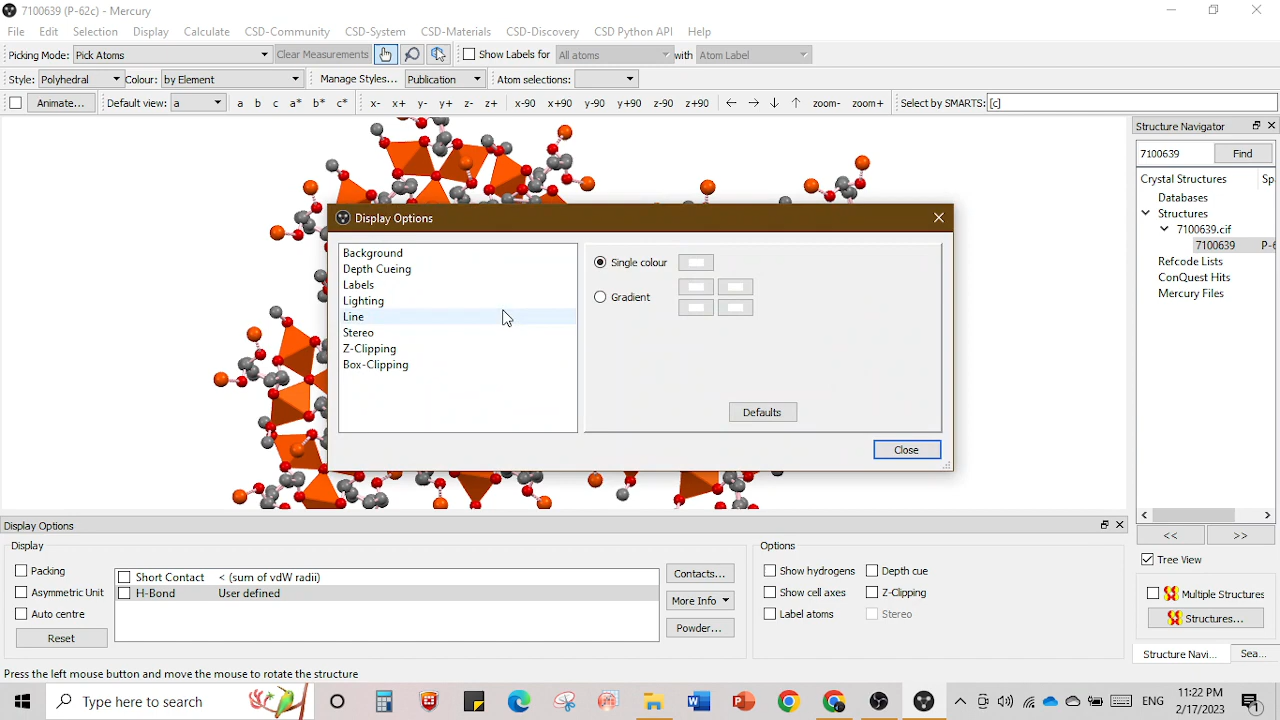 7100639 (P-62c) - Mercury
File Edit Selection Display Calculate CSD-Community CSD-System CSD-Materials CSD-Discovery CSD Python API Help
Picking Mode: Pick Atoms Clear Measurements Show Labels for All atoms with Atom Label
Style: Polyhedral Colour: by Element Manage Styles... Publication Atom selections:
Animate... Default view: a a b c a* b* c* x- x+ y- y+ z- z+ x-90 x+90 y-90 y+90 z-90 z+90 ← → ↓ ↑ zoom- zoom+ Select by SMARTS: [c]
Structure Navigator
7100639 Find
Crystal Structures Sp
Databases
Structures
7100639.cif
7100639 P-6
Refcode Lists
ConQuest Hits
Mercury Files
Display Options
Background
Depth Cueing
Labels
Lighting
Line
Stereo
Z-Clipping
Box-Clipping
Single colour
Gradient
Defaults
Close
<< >>
Tree View
Multiple Structures
Structures...
Structure Navi... Sea...
Display Options
Display
Packing
Asymmetric Unit
Auto centre
Reset
Short Contact < (sum of vdW radii)
H-Bond User defined
Contacts...
More Info
Powder...
Options
Show hydrogens Depth cue
Show cell axes Z-Clipping
Label atoms Stereo
Press the left mouse button and move the mouse to rotate the structure
Type here to search
ENG
11:22 PM
2/17/2023
1